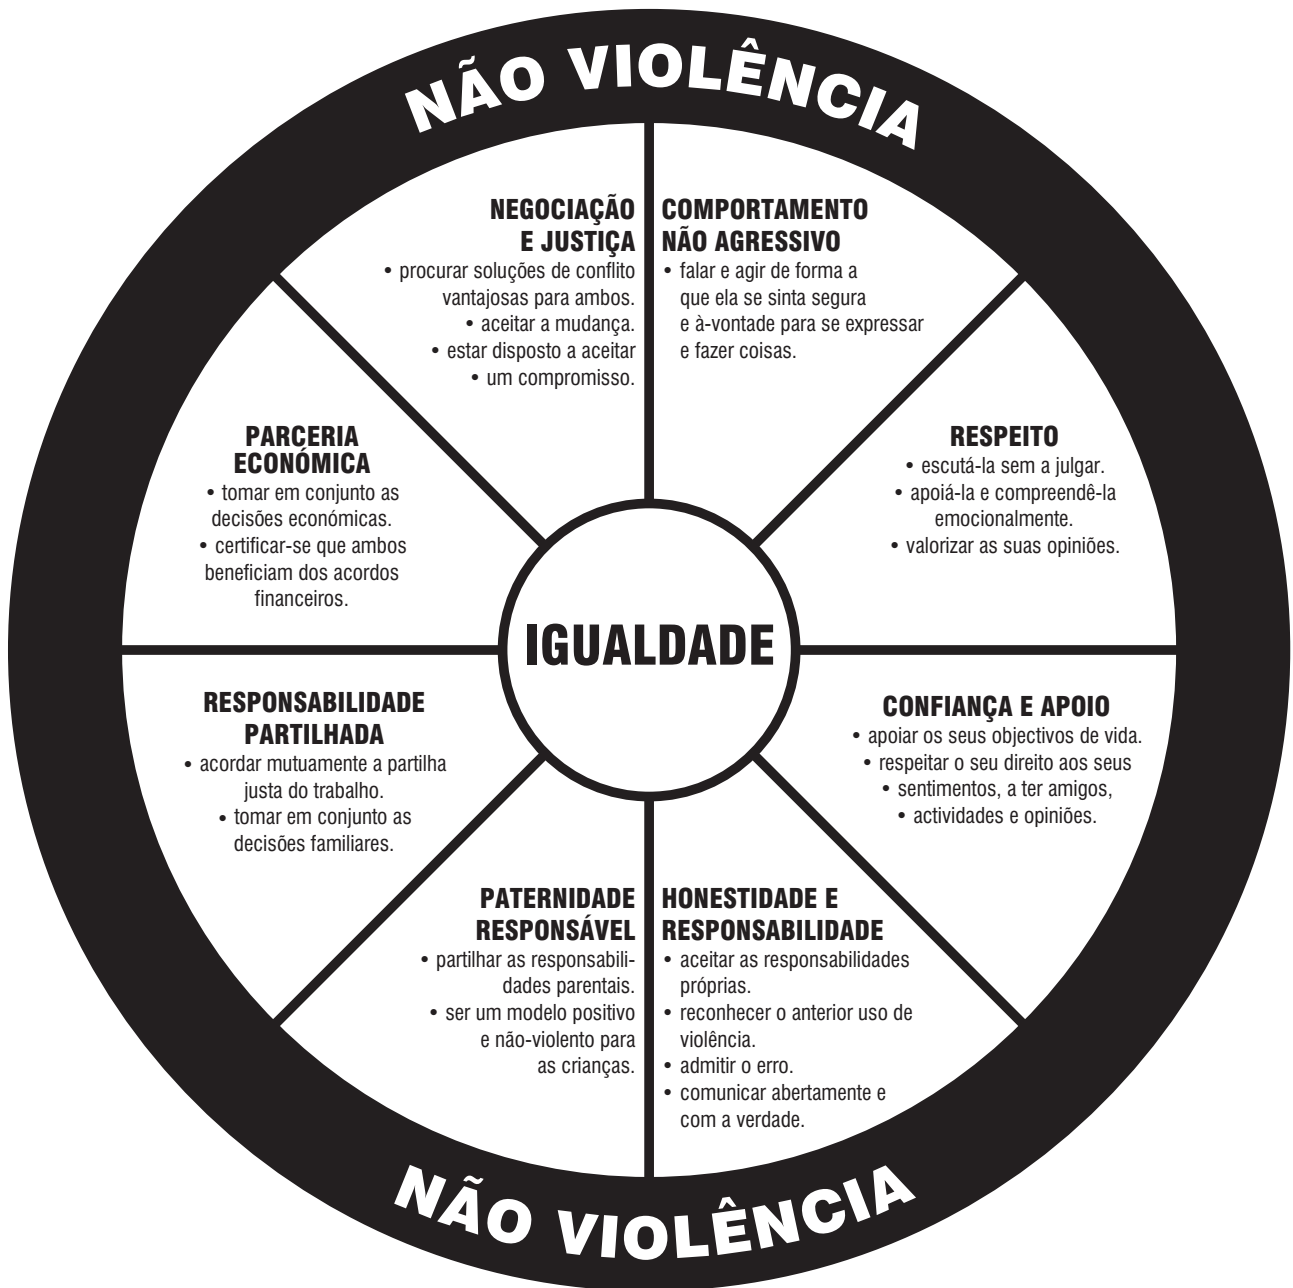 NÃO VIOLÊNCIA
NEGOCIAÇÃO
E JUSTIÇA
• procurar soluções de conflito
vantajosas para ambos.
• aceitar a mudança.
• estar disposto a aceitar
• um compromisso.
COMPORTAMENTO
NÃO AGRESSIVO
• falar e agir de forma a
que ela se sinta segura
e à-vontade para se expressar
e fazer coisas.
PARCERIA
ECONÓMICA
• tomar em conjunto as
decisões económicas.
• certificar-se que ambos
beneficiam dos acordos
financeiros.
RESPEITO
• escutá-la sem a julgar.
• apoiá-la e compreendê-la
emocionalmente.
• valorizar as suas opiniões.
IGUALDADE
RESPONSABILIDADE
PARTILHADA
• acordar mutuamente a partilha
justa do trabalho.
• tomar em conjunto as
decisões familiares.
CONFIANÇA E APOIO
• apoiar os seus objectivos de vida.
• respeitar o seu direito aos seus
• sentimentos, a ter amigos,
• actividades e opiniões.
PATERNIDADE
RESPONSÁVEL
• partilhar as responsabili-
dades parentais.
• ser um modelo positivo
e não-violento para
as crianças.
HONESTIDADE E
RESPONSABILIDADE
• aceitar as responsabilidades
próprias.
• reconhecer o anterior uso de
violência.
• admitir o erro.
• comunicar abertamente e
com a verdade.
NÃO VIOLÊNCIA